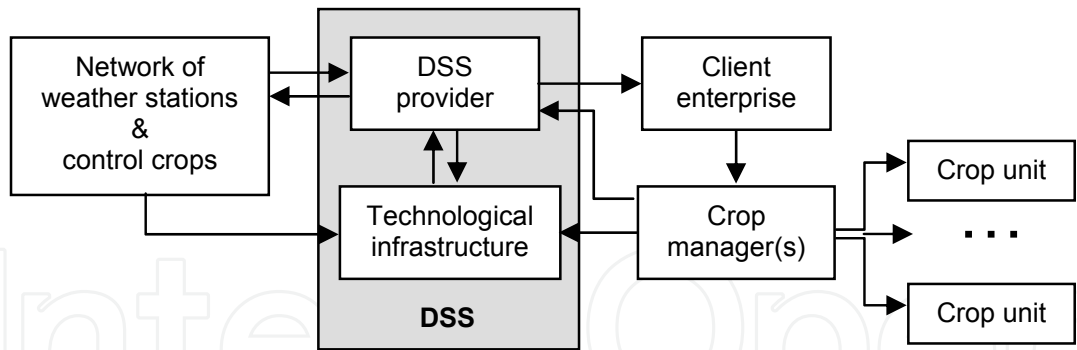 Network of
weather stations
&
control crops
DSS
provider
Client
enterprise
Crop unit
Technological
infrastructure
Crop
manager(s)
...
Crop unit
DSS